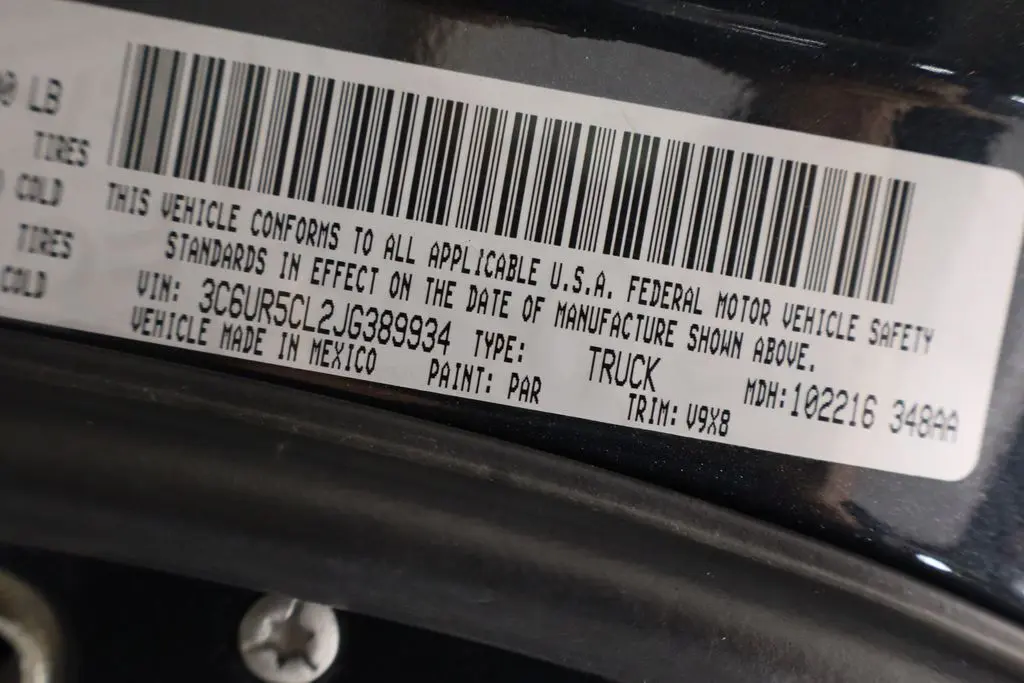 0 LB
TIRES
COLD
TIRES
COLD
THIS VEHICLE CONFORMS TO ALL APPLICABLE U.S.A. FEDERAL MOTOR VEHICLE SAFETY
STANDARDS IN EFFECT ON THE DATE OF MANUFACTURE SHOWN ABOVE.
VIN: 3C6UR5CL2JG389934 TYPE: TRUCK MDH:102216 348AA
VEHICLE MADE IN MEXICO PAINT: PAR TRIM: V9X8